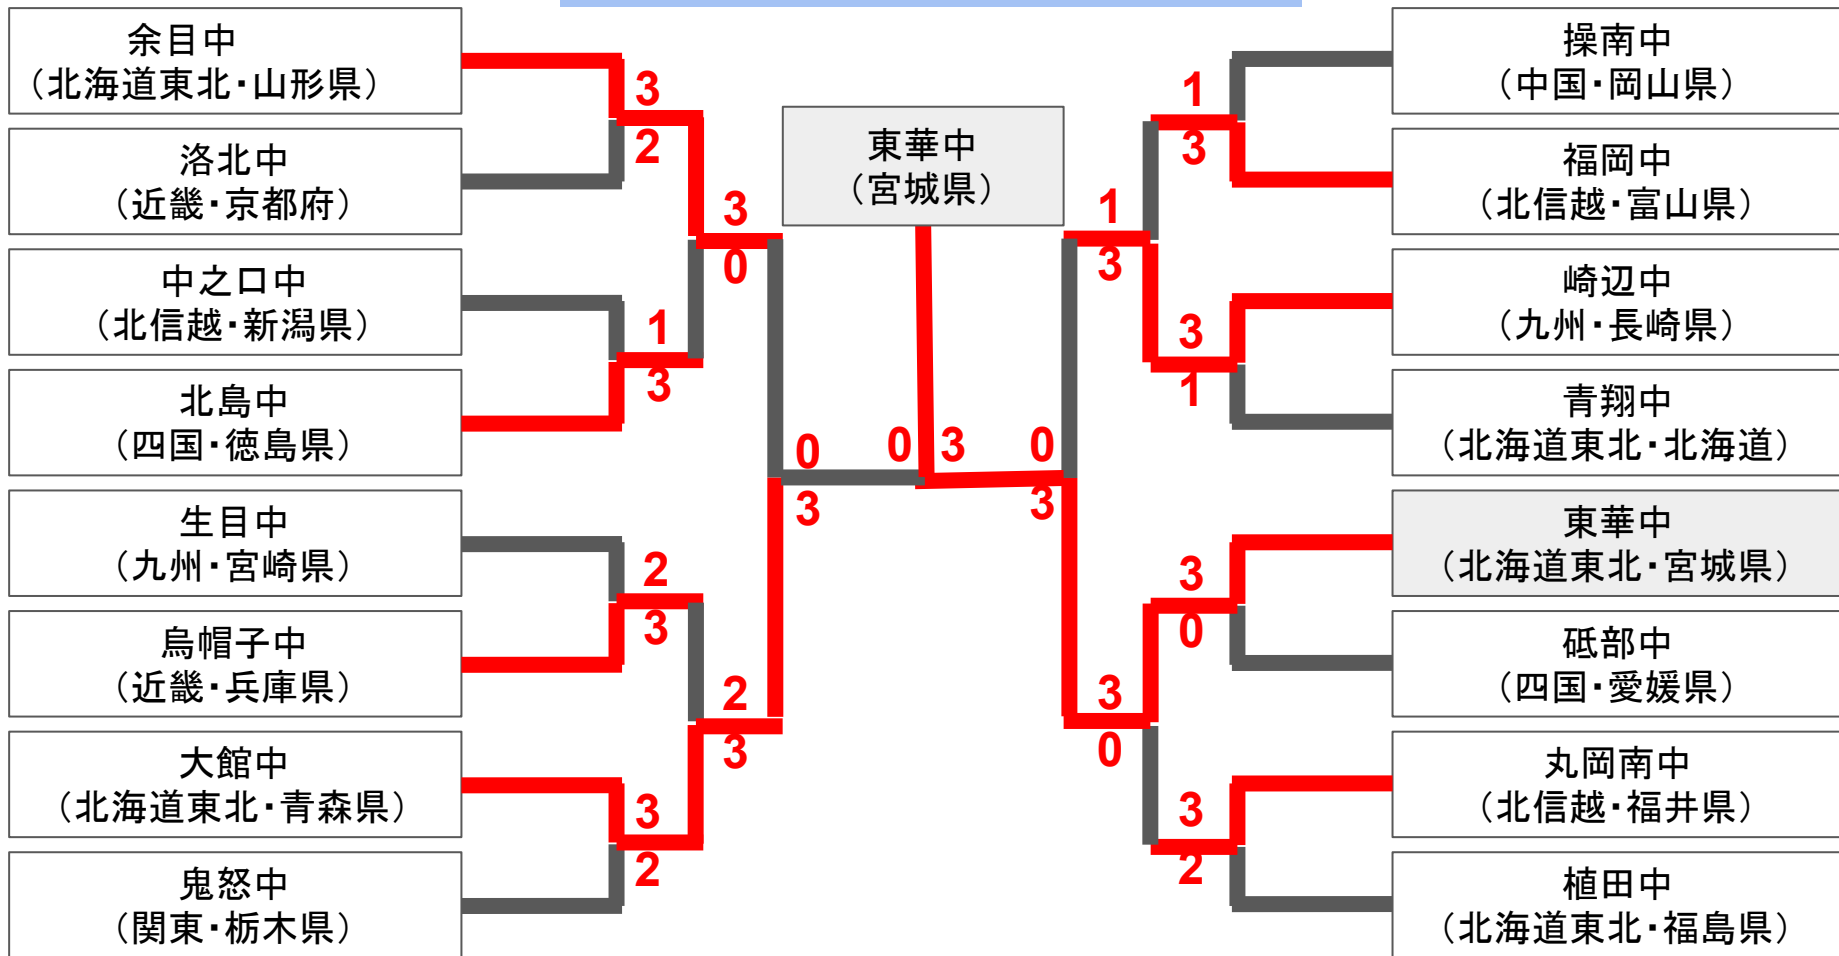 余目中
（北海道東北・山形県）
洛北中
（近畿・京都府）
中之口中
（北信越・新潟県）
北島中
（四国・徳島県）
生目中
（九州・宮崎県）
烏帽子中
（近畿・兵庫県）
大館中
（北海道東北・青森県）
鬼怒中
（関東・栃木県）
3
2
1
3
2
3
3
2
3
0
2
3
0
3
東華中
（宮城県）
0 3
0
3
1
3
3
0
1
3
3
1
3
0
3
2
操南中
（中国・岡山県）
福岡中
（北信越・富山県）
崎辺中
（九州・長崎県）
青翔中
（北海道東北・北海道）
東華中
（北海道東北・宮城県）
砥部中
（四国・愛媛県）
丸岡南中
（北信越・福井県）
植田中
（北海道東北・福島県）